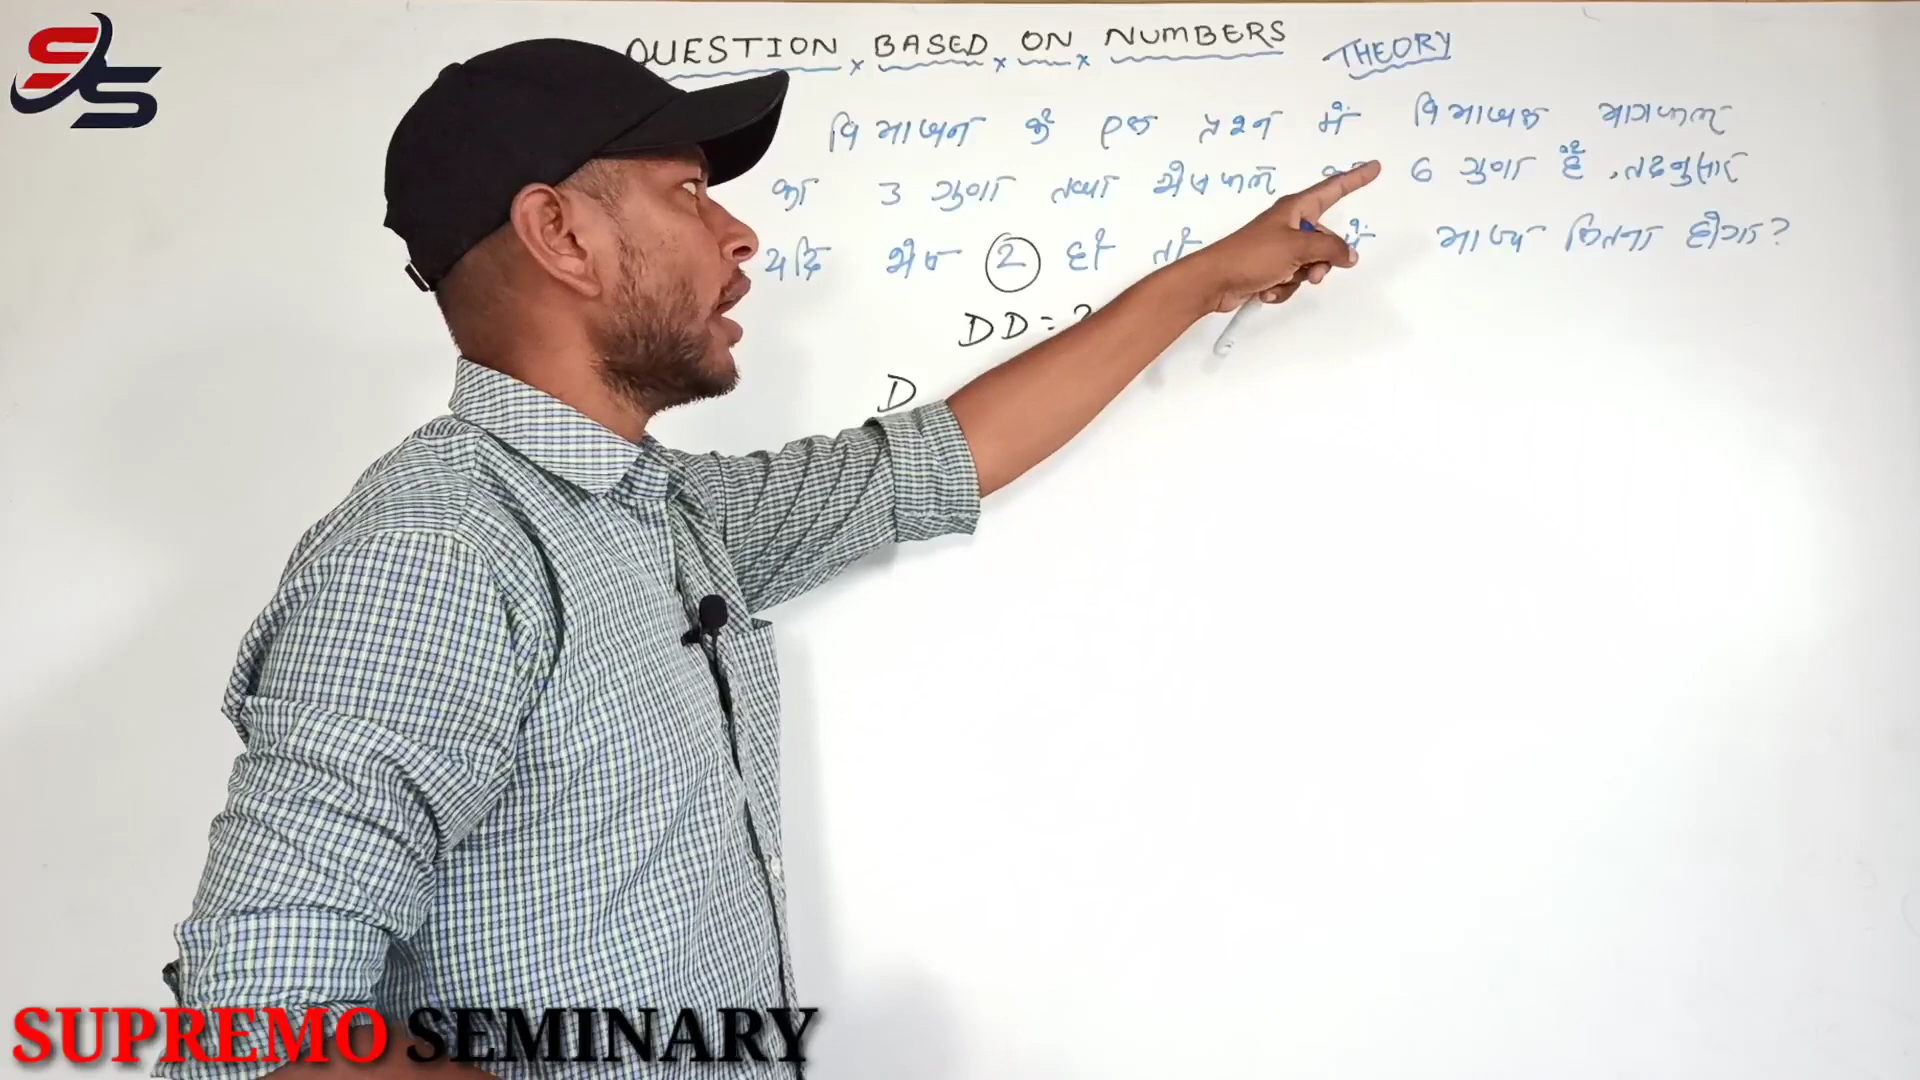 SS
QUESTION BASED ON NUMBERS THEORY
विभाजन के एक प्रश्न में विभाजक भागफल
का 3 गुणा तथा शेषफल 6 गुणा है, तदनुसार
यदि शेष 2 हो तो में भाज्य कितना होगा?
DD = ?
D
SUPREMO SEMINARY